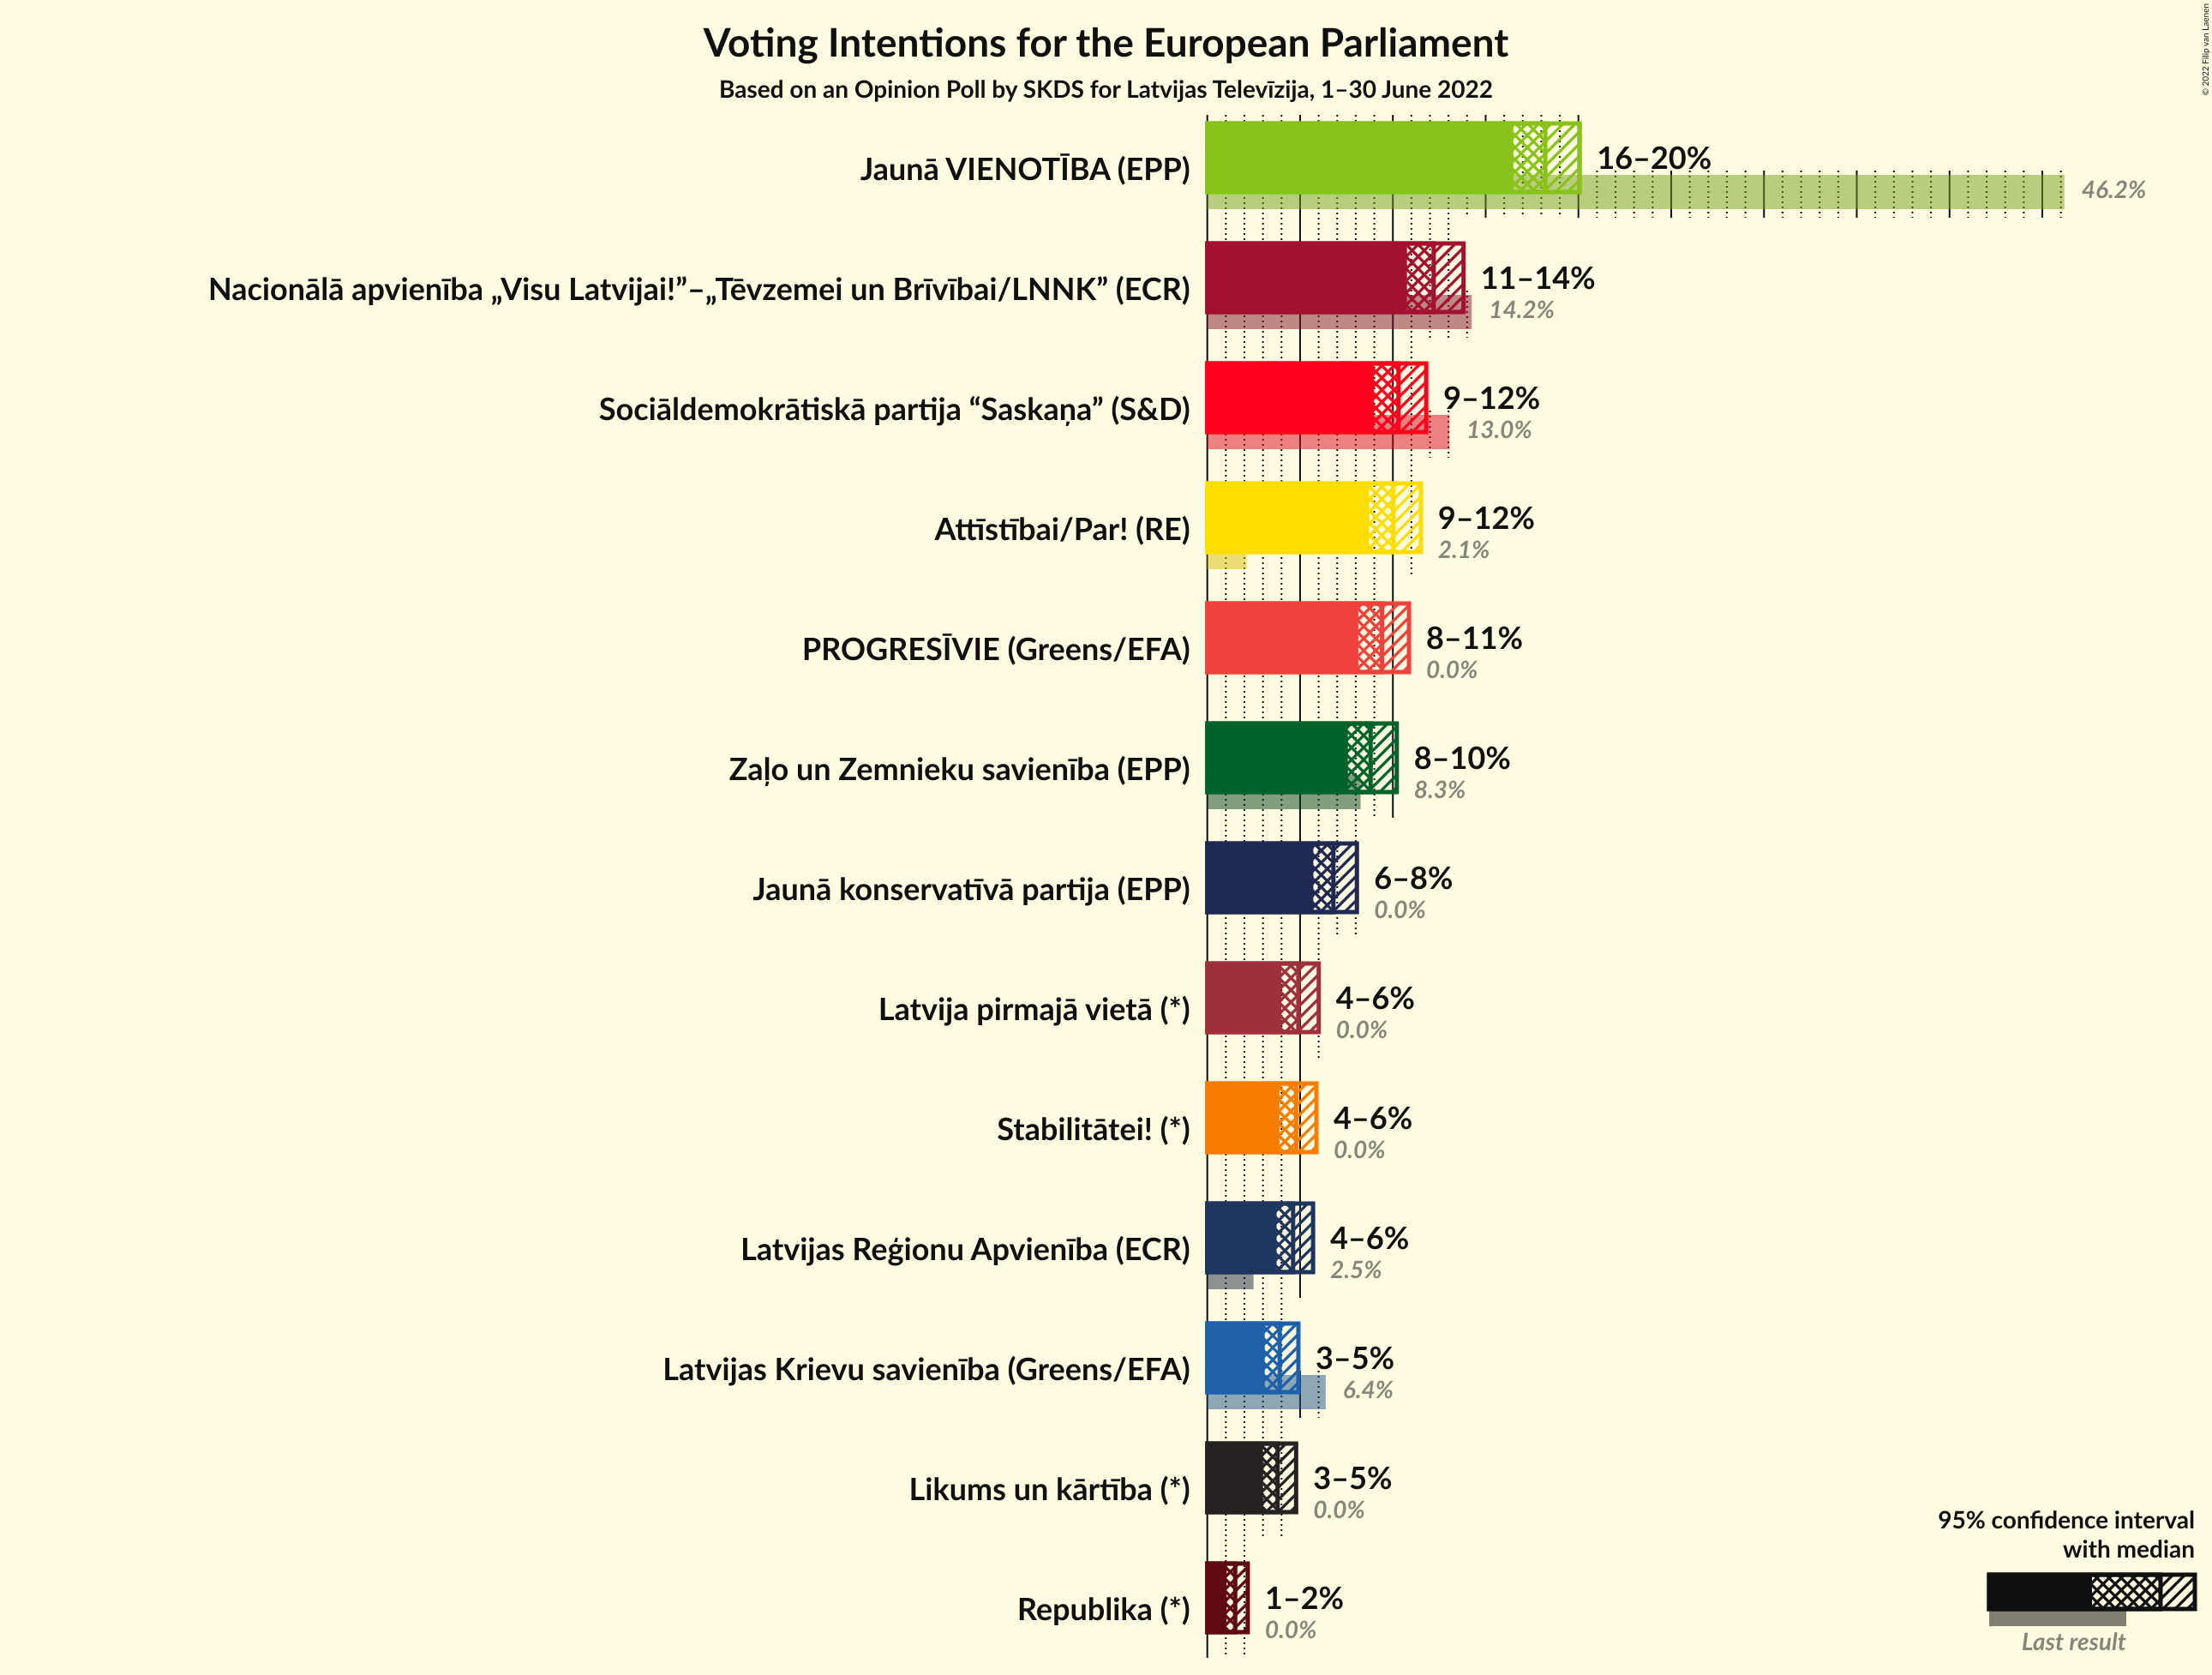 Voting Intentions for the European Parliament
Based on an Opinion Poll by SKDS for Latvijas Televīzija, 1–30 June 2022
© 2022 Filip van Laenen
Jaunā VIENOTĪBA (EPP)
16–20%
46.2%
Nacionālā apvienība „Visu Latvijai!”–„Tēvzemei un Brīvībai/LNNK” (ECR)
11–14%
14.2%
Sociāldemokrātiskā partija “Saskaņa” (S&D)
9–12%
13.0%
Attīstībai/Par! (RE)
9–12%
2.1%
PROGRESĪVIE (Greens/EFA)
8–11%
0.0%
Zaļo un Zemnieku savienība (EPP)
8–10%
8.3%
Jaunā konservatīvā partija (EPP)
6–8%
0.0%
Latvija pirmajā vietā (*)
4–6%
0.0%
Stabilitātei! (*)
4–6%
0.0%
Latvijas Reģionu Apvienība (ECR)
4–6%
2.5%
Latvijas Krievu savienība (Greens/EFA)
3–5%
6.4%
Likums un kārtība (*)
3–5%
0.0%
Republika (*)
1–2%
0.0%
95% confidence interval
with median
Last result